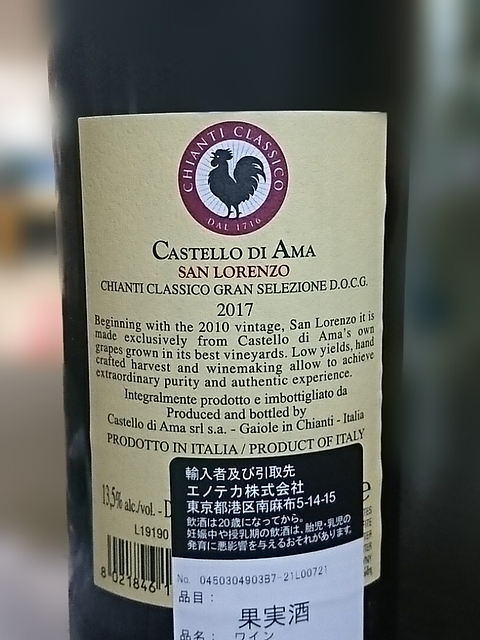 CHIANTI CLASSICO
DAL 1716
CASTELLO DI AMA
SAN LORENZO
CHIANTI CLASSICO GRAN SELEZIONE D.O.C.G.
2017
Beginning with the 2010 vintage, San Lorenzo it is
made exclusively from Castello di Ama's own
grapes grown in its best vineyards. Low yields, hand
crafted harvest and winemaking allow to achieve
extraordinary purity and authentic experience.
Integralmente prodotto e imbottigliato da
Produced and bottled by
Castello di Ama srl s.a. - Gaiole in Chianti - Italia
PRODOTTO IN ITALIA / PRODUCT OF ITALY
13,5% alc./vol. -
L19190
8 021846 1
輸入者及び引取先
エノテカ株式会社
東京都港区南麻布5-14-15
飲酒は20歳になってから。
妊娠中や授乳期の飲酒は、胎児・乳児の
発育に悪影響を与えるおそれがあります。
No. 0450304903B7-21L00721
品目:
果実酒
品名: ワイン